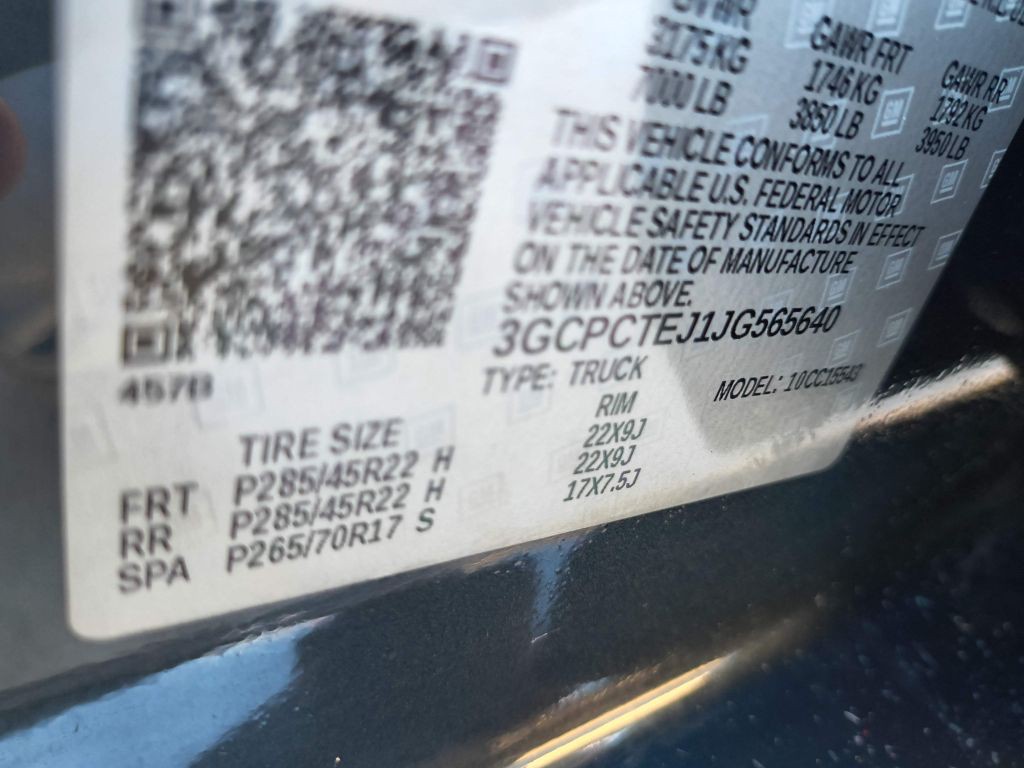 GVWR GAWR FRT GAWR RR
3175 KG 1746 KG 1792 KG
7000 LB 3850 LB 3950 LB
THIS VEHICLE CONFORMS TO ALL
APPLICABLE U.S. FEDERAL MOTOR
VEHICLE SAFETY STANDARDS IN EFFECT
ON THE DATE OF MANUFACTURE
SHOWN ABOVE.
3GCPCTEJ1JG565640
TYPE: TRUCK MODEL: 10CC15543
457B
TIRE SIZE RIM
FRT P285/45R22 H 22X9J
RR P285/45R22 H 22X9J
SPA P265/70R17 S 17X7.5J